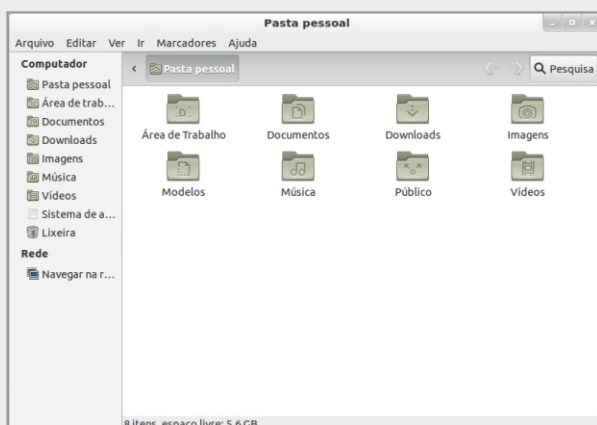 Pasta pessoal
Arquivo Editar Ver Ir Marcadores Ajuda
Computador
Pasta pessoal
Área de trab...
Documentos
Downloads
Imagens
Música
Vídeos
Sistema de a...
Lixeira
Rede
Navegar na r...
Pasta pessoal
Pesquisa
Área de Trabalho Documentos Downloads Imagens
Modelos Música Público Vídeos
8 itens, espaço livre: 5,6 GB